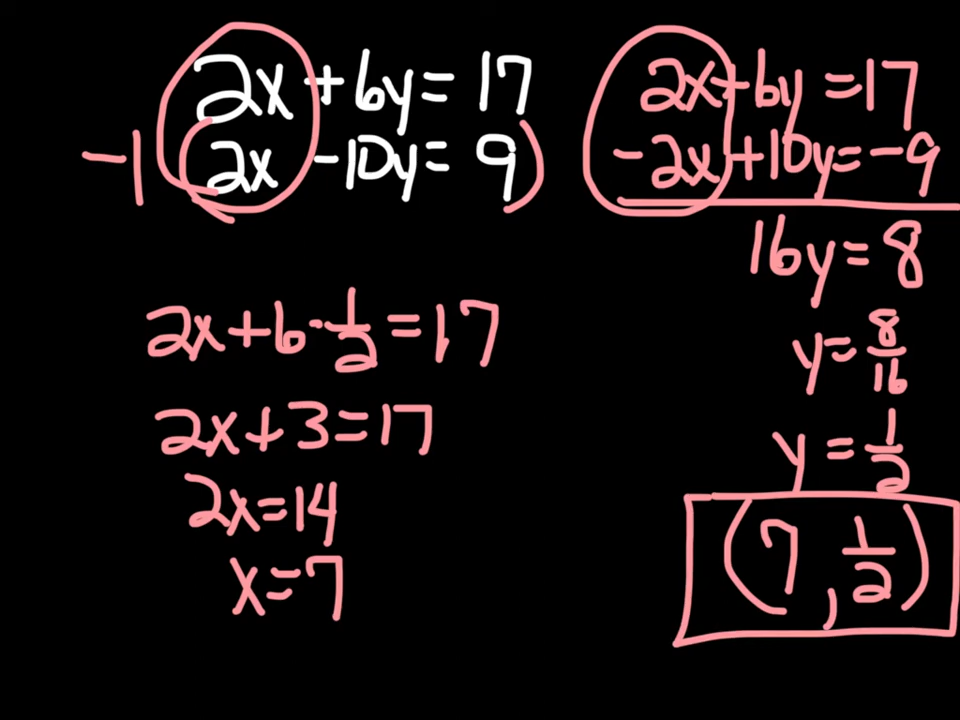 2x+6y=17
-1(2x-10y=9)
2x+6y=17
-2x+10y=-9
16y=8
y=8/16
y=1/2
2x+6·1/2=17
2x+3=17
2x=14
x=7
(7,1/2)